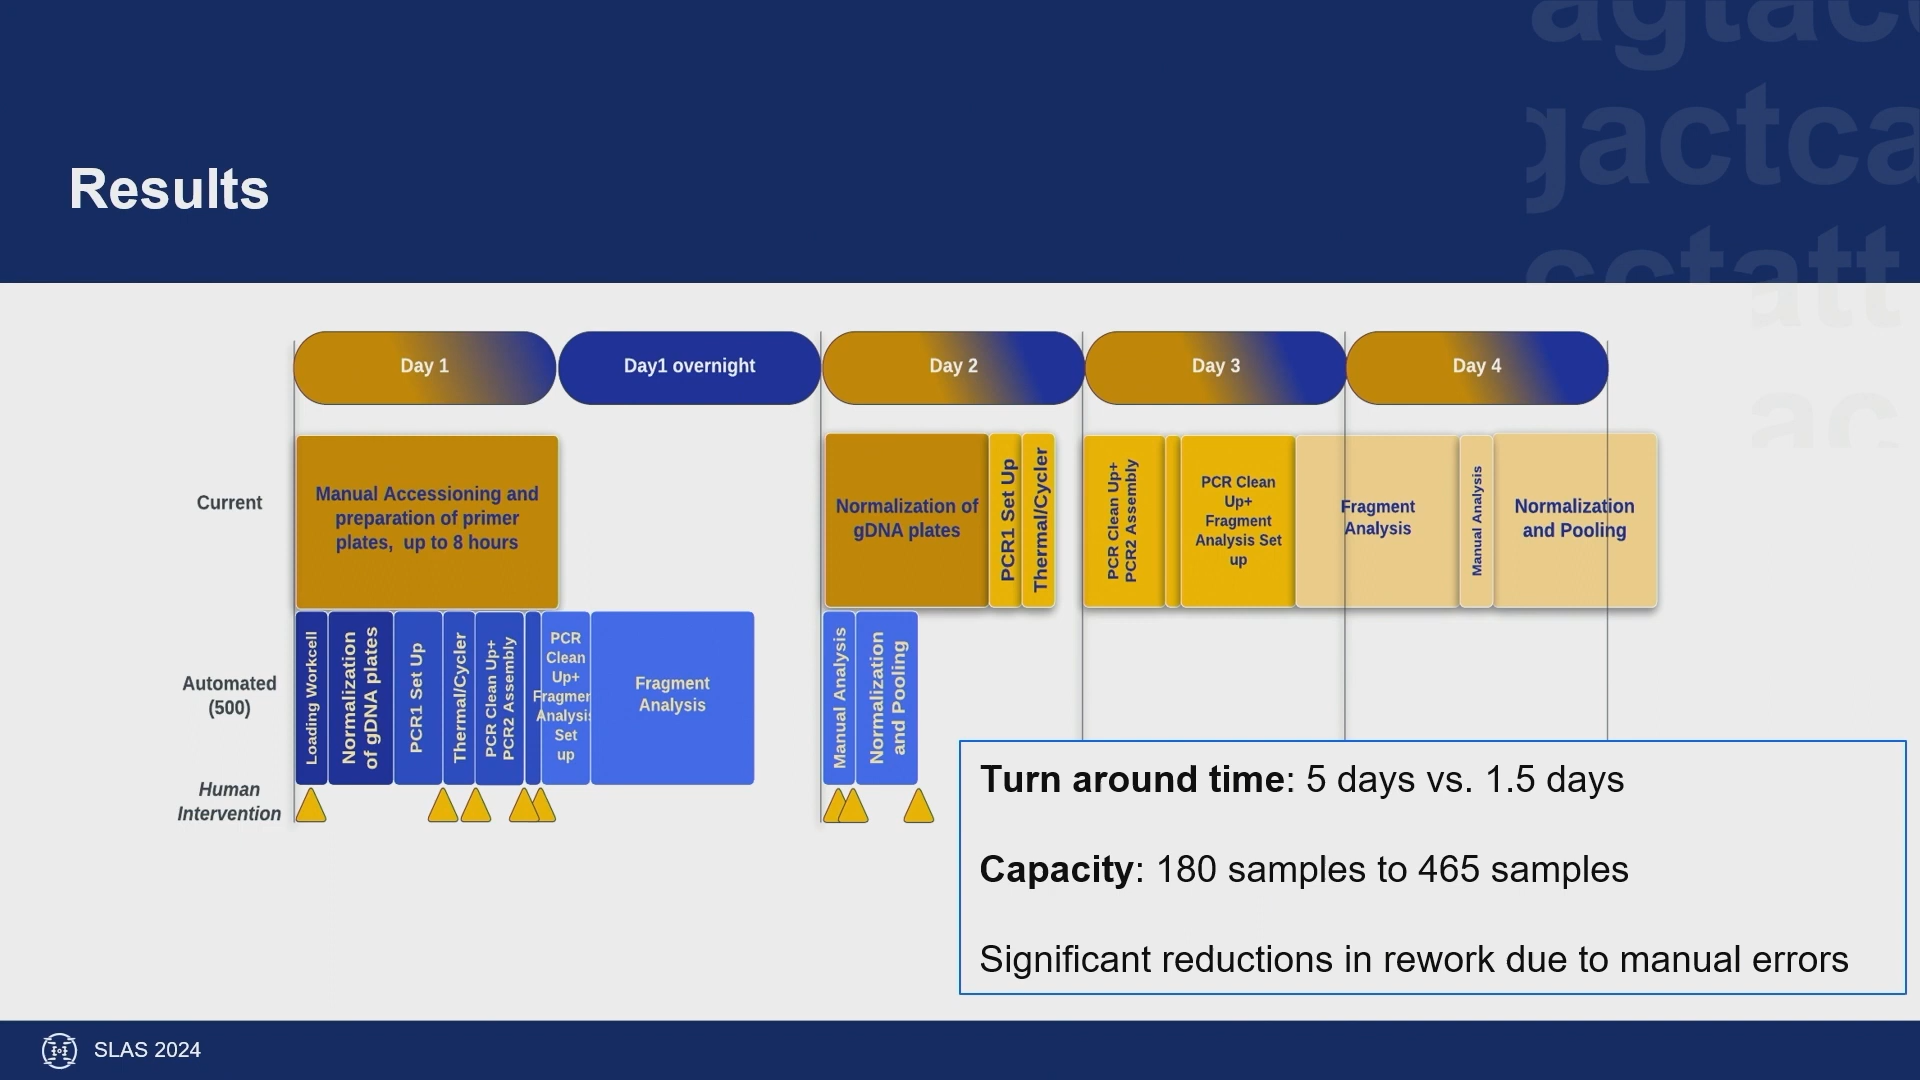 agtacc
gactca
cctatt
att
ac
Results
Day 1
Day1 overnight
Day 2
Day 3
Day 4
Current
Manual Accessioning and
preparation of primer
plates, up to 8 hours
Normalization of
gDNA plates
PCR1 Set Up
Thermal/Cycler
PCR Clean Up+
PCR2 Assembly
PCR Clean
Up+
Fragment
Analysis Set
up
Fragment
Analysis
Manual Analysis
Normalization
and Pooling
Automated
(500)
Loading Workcell
Normalization
of gDNA plates
PCR1 Set Up
Thermal/Cycler
PCR Clean Up+
PCR2 Assembly
PCR
Clean
Up+
Fragmen
Analysis
Set
up
Fragment
Analysis
Manual Analysis
Normalization
and Pooling
Human
Intervention
Turn around time: 5 days vs. 1.5 days
Capacity: 180 samples to 465 samples
Significant reductions in rework due to manual errors
SLAS 2024